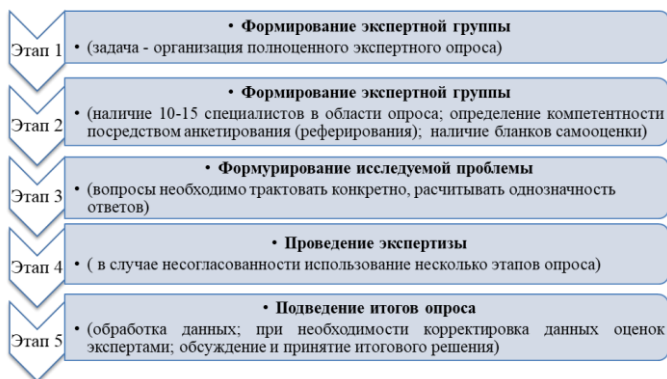 Этап 1
• Формирование экспертной группы
• (задача - организация полноценного экспертного опроса)
Этап 2
• Формирование экспертной группы
• (наличие 10-15 специалистов в области опроса; определение компетентности
посредством анкетирования (реферирования); наличие бланков самооценки)
Этап 3
• Формурирование исследуемой проблемы
• (вопросы необходимо трактовать конкретно, расчитывать однозначность
ответов)
Этап 4
• Проведение экспертизы
• ( в случае несогласованности использование несколько этапов опроса)
Этап 5
• Подведение итогов опроса
• (обработка данных; при необходимости корректировка данных оценок
экспертами; обсуждение и принятие итогового решения)